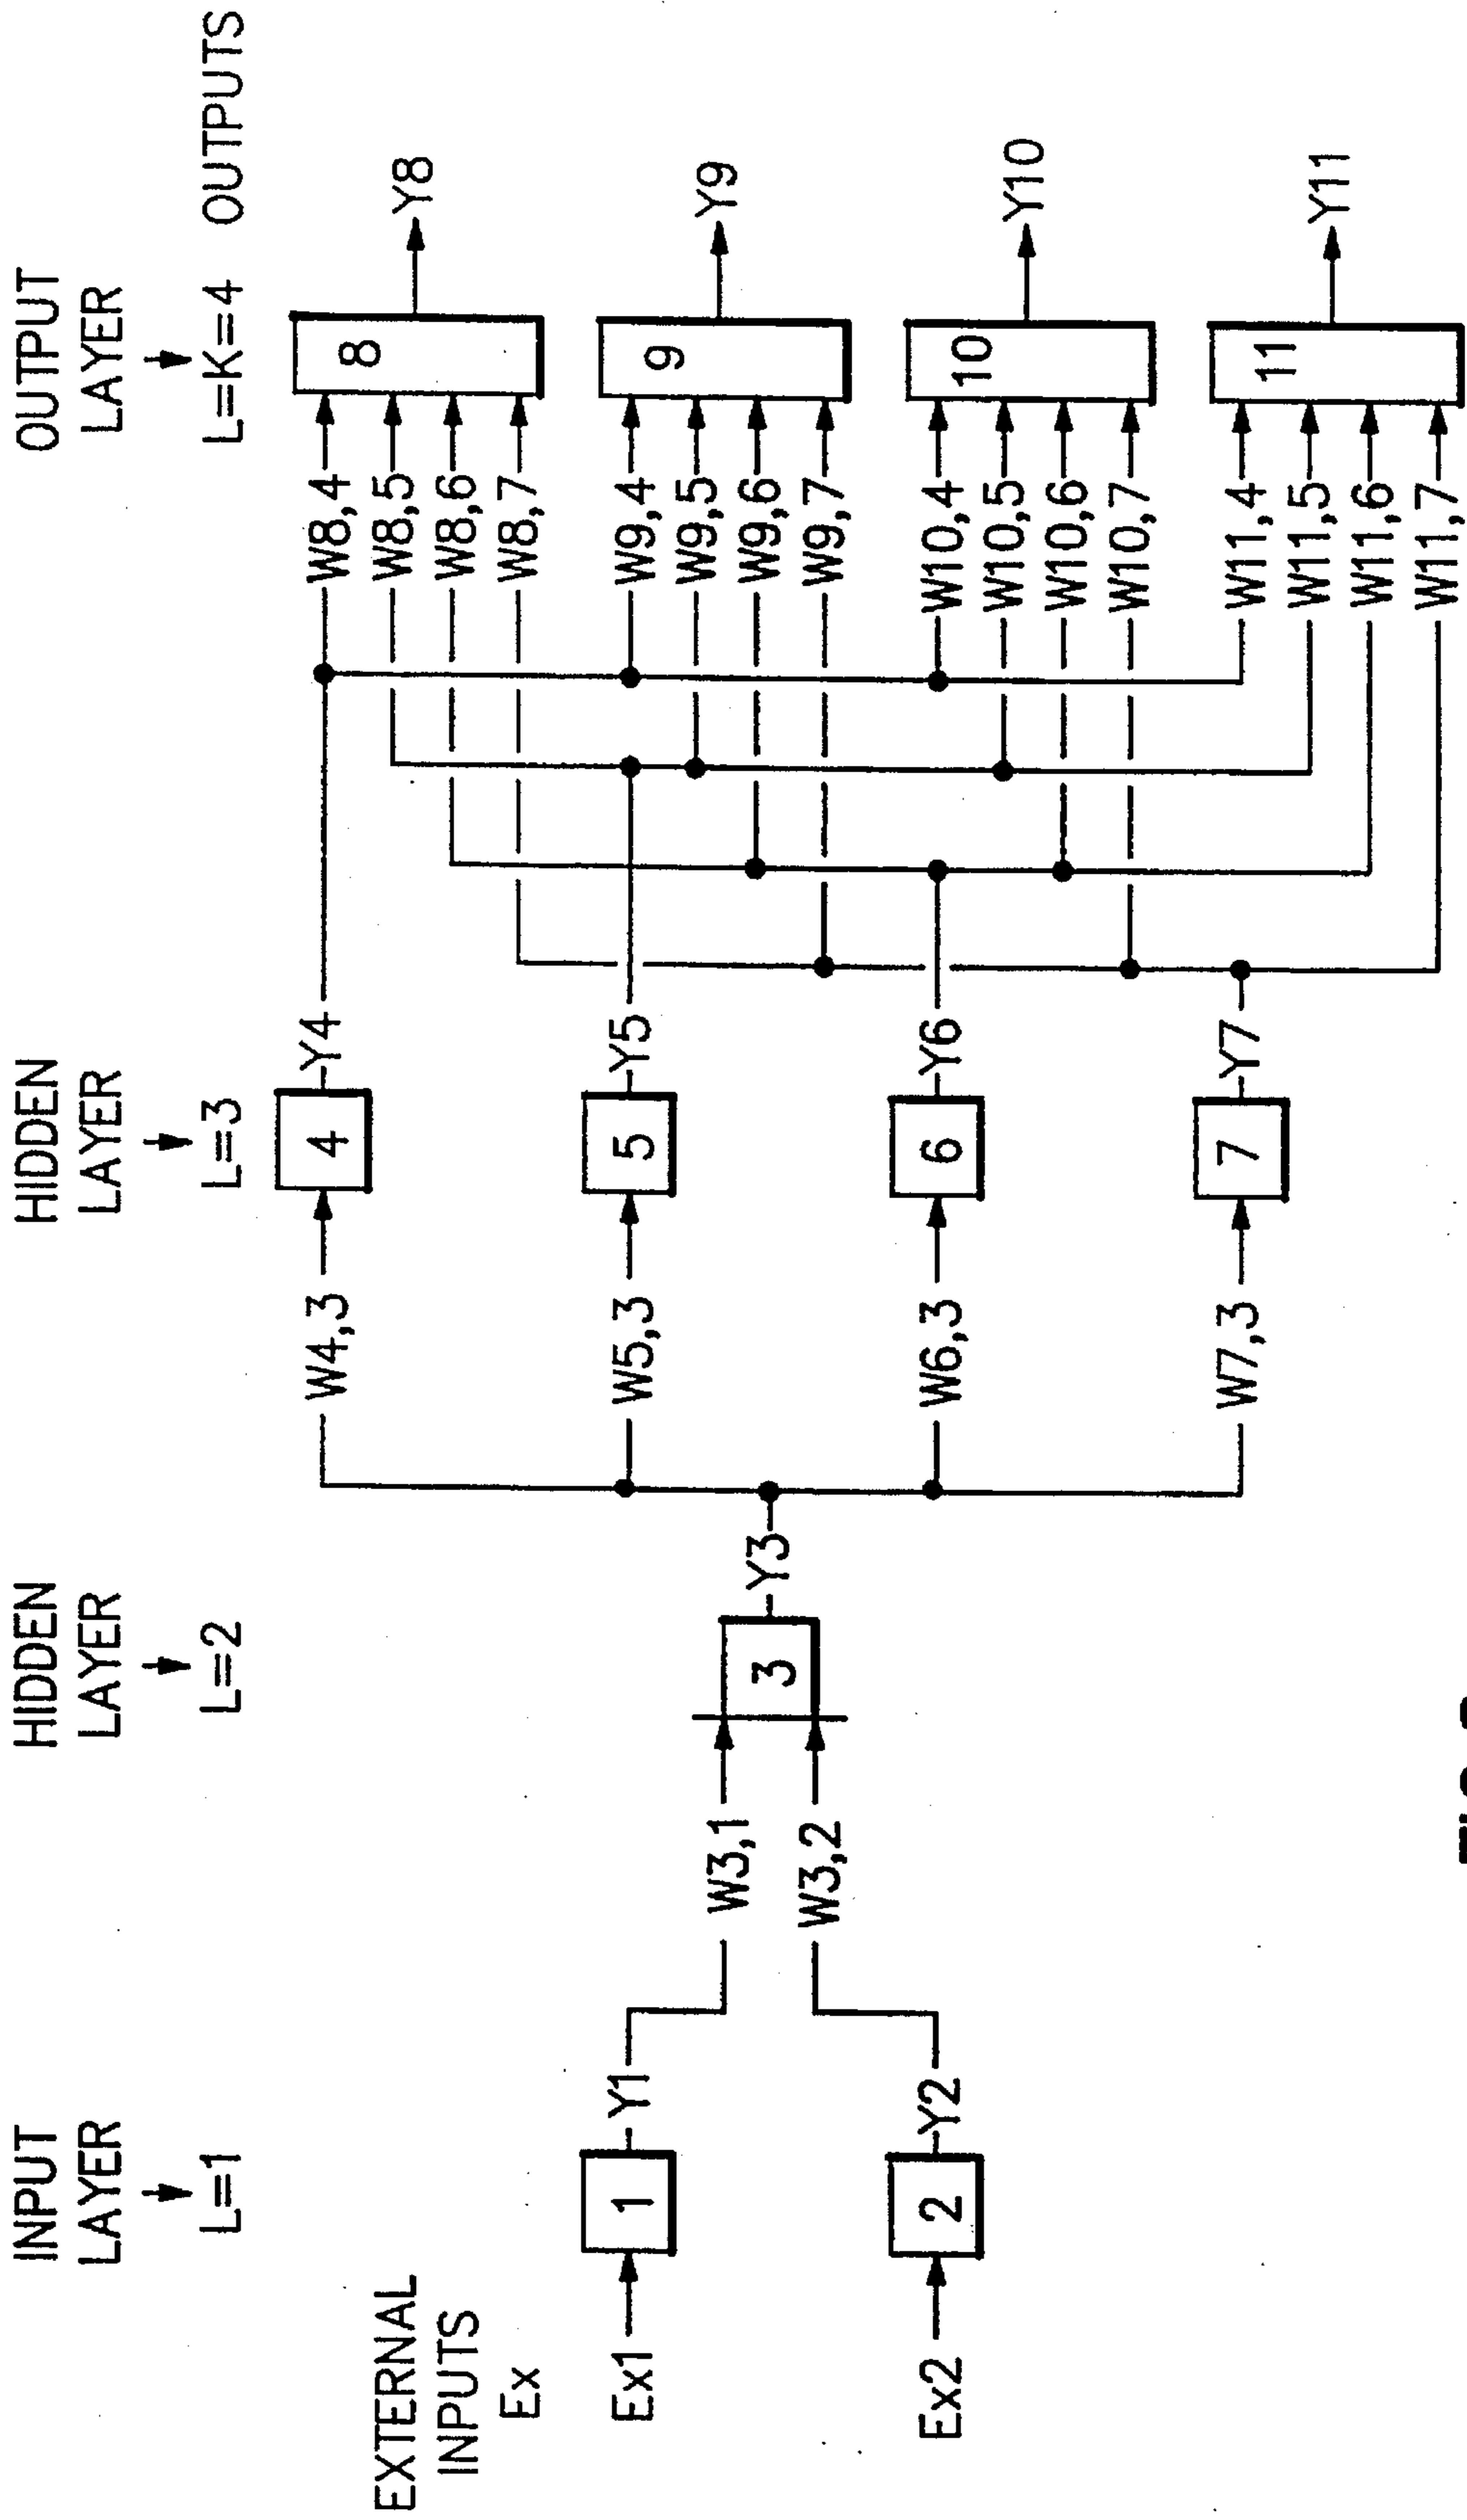 INPUT
LAYER
L=1
HIDDEN
LAYER
L=2
HIDDEN
LAYER
L=3
OUTPUT
LAYER
L=K=4
OUTPUTS
EXTERNAL
INPUTS
Ex
Ex1
1
Y1
Ex2
2
Y2
W3,1
W3,2
3
Y3
W4,3
4
Y4
W5,3
5
Y5
W6,3
6
Y6
W7,3
7
Y7
W8,4
W8,5
W8,6
W8,7
8
Y8
W9,4
W9,5
W9,6
W9,7
9
Y9
W10,4
W10,5
W10,6
W10,7
10
Y10
W11,4
W11,5
W11,6
W11,7
11
Y11